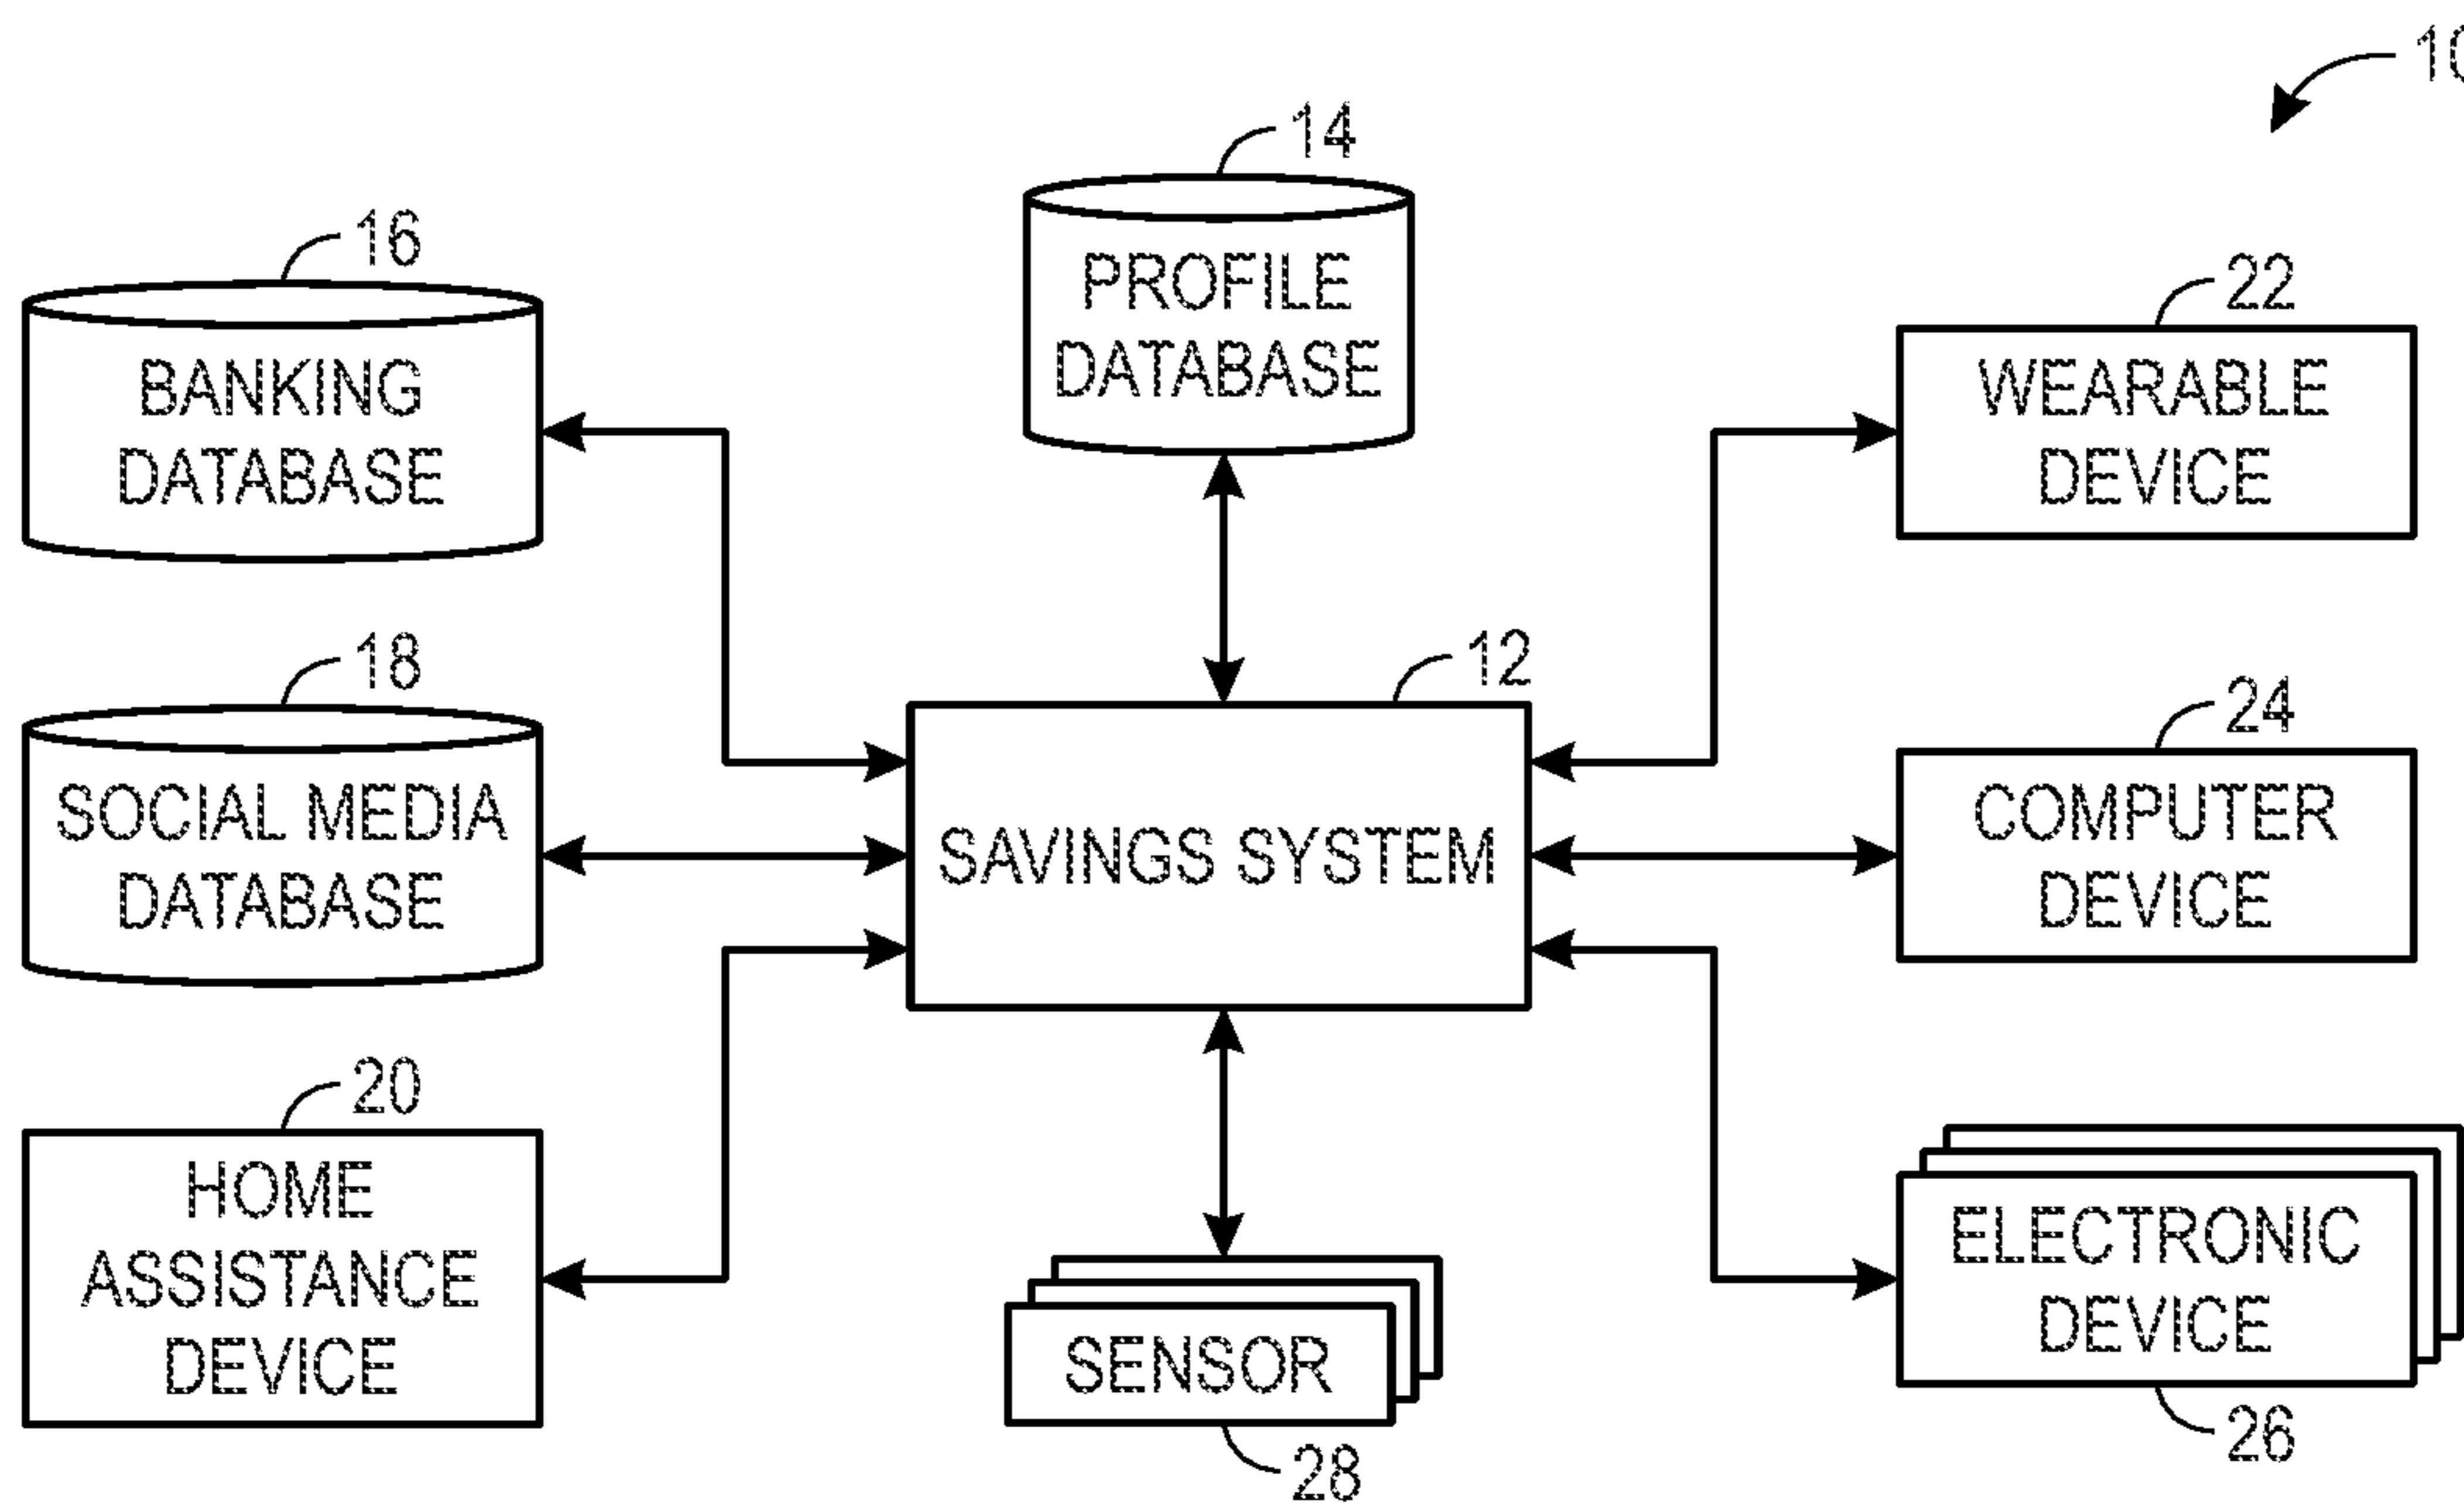 10
14
PROFILE
DATABASE
16
BANKING
DATABASE
22
WEARABLE
DEVICE
18
SOCIAL MEDIA
DATABASE
12
SAVINGS SYSTEM
24
COMPUTER
DEVICE
20
HOME
ASSISTANCE
DEVICE
SENSOR
28
ELECTRONIC
DEVICE
26